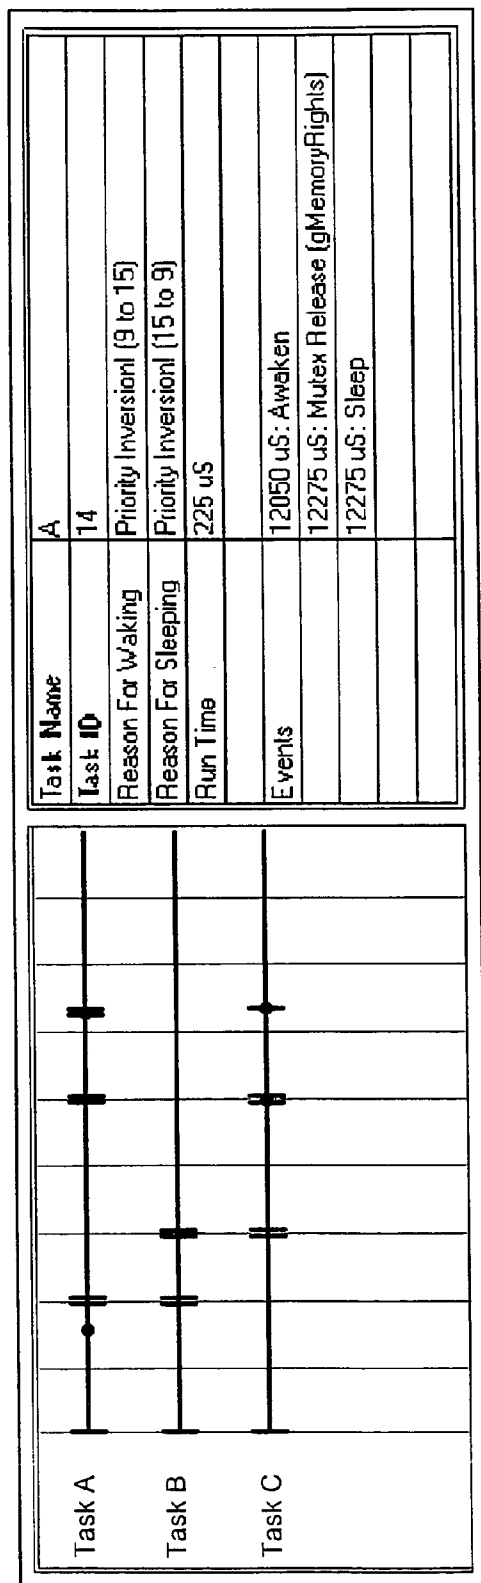 Task A
Task B
Task C
Task Name A
Task ID 14
Reason For Waking Priority Inversion! (9 to 15)
Reason For Sleeping Priority Inversion! (15 to 9)
Run Time 225 uS
Events 12050 uS: Awaken
12275 uS: Mutex Release (gMemoryRights)
12275 uS: Sleep